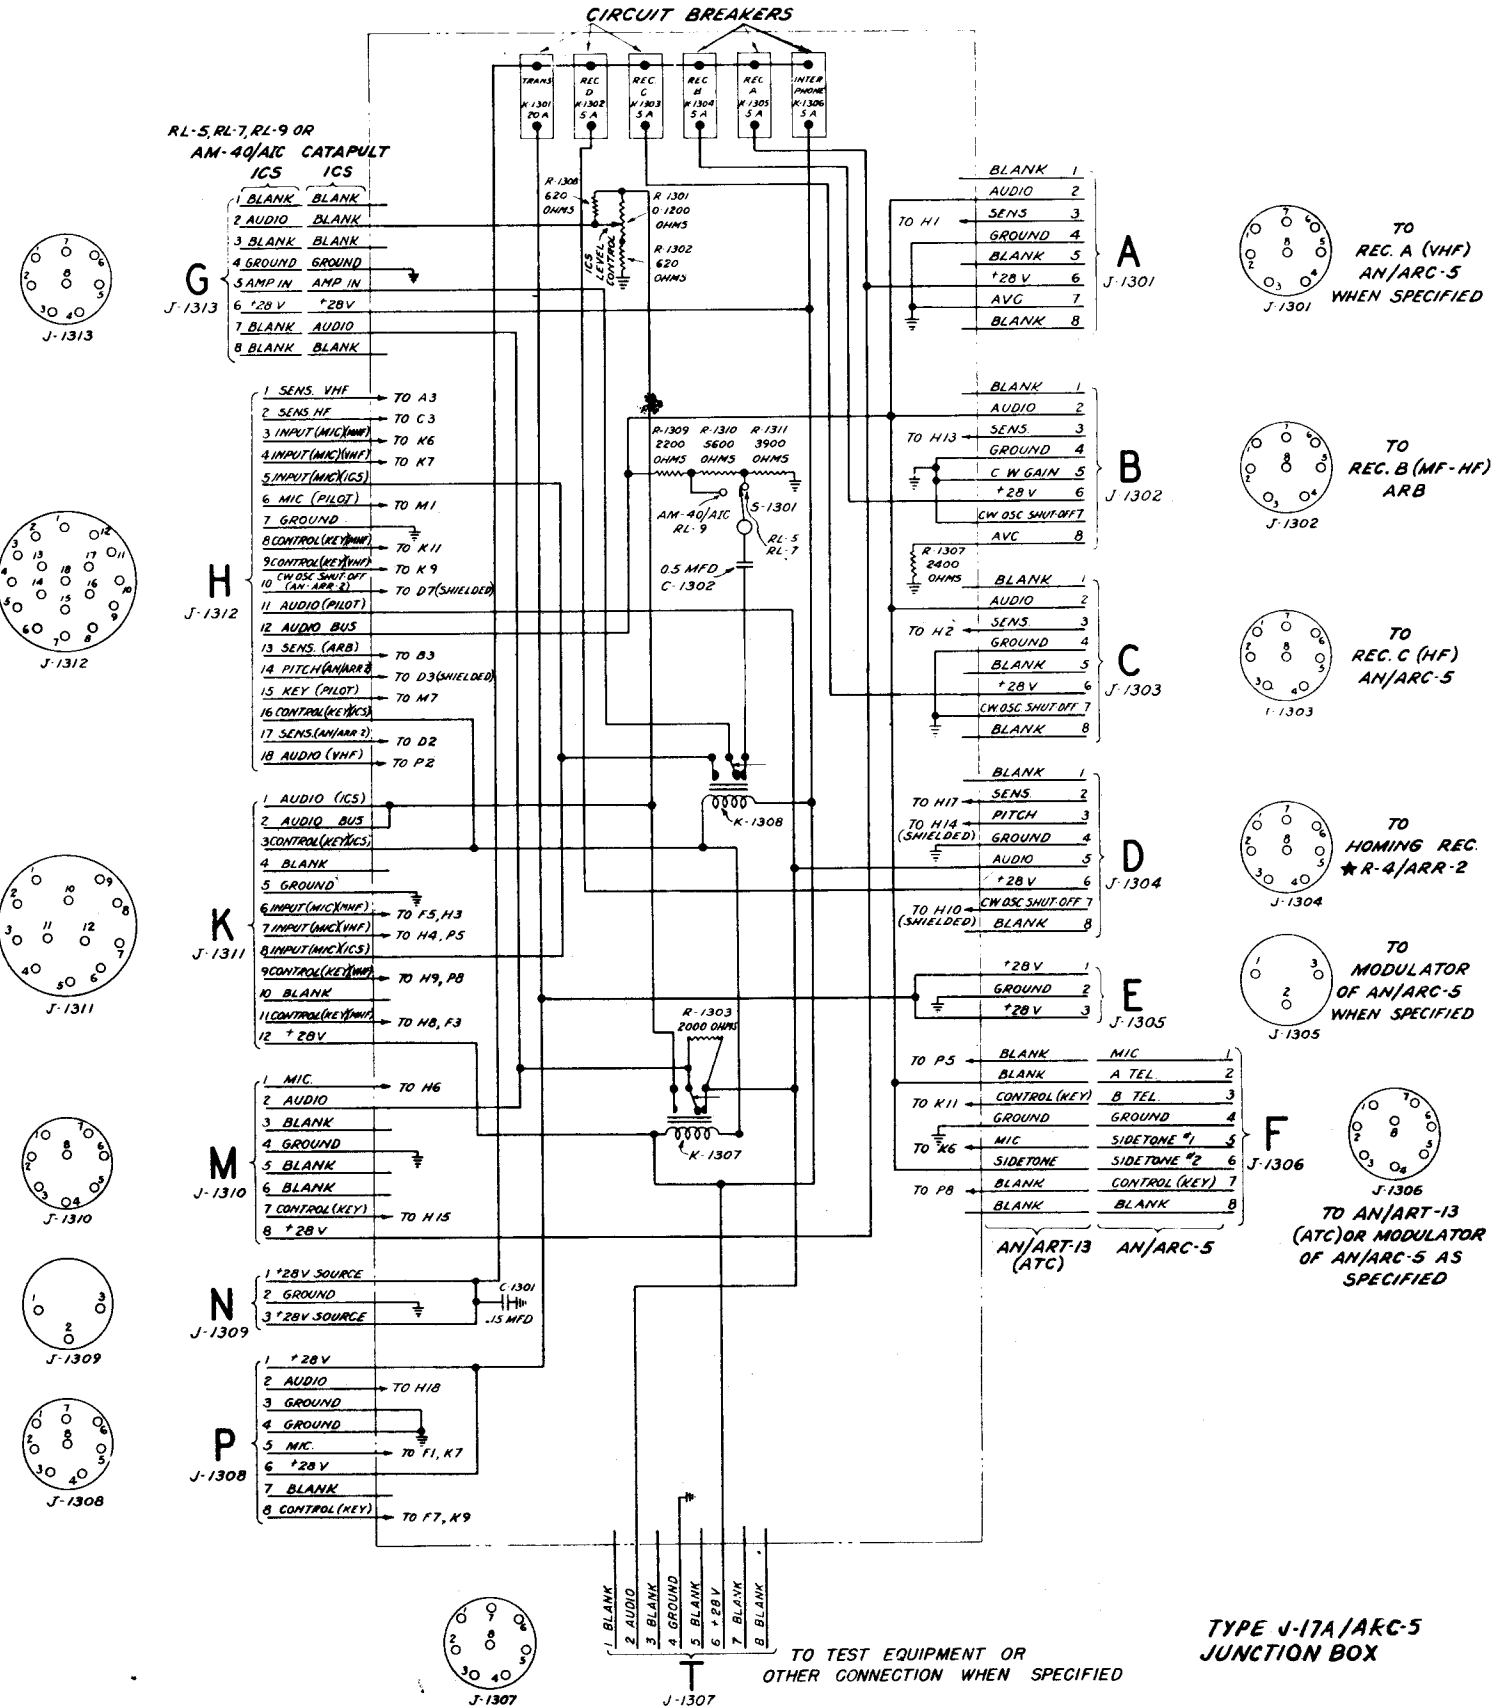 CIRCUIT BREAKERS
TRANS
K-1301
20 A
REC
D
K-1302
5 A
REC.
C
K 1303
5 A
REC
B
K-1304
5 A
REC
A
K-1305
5 A
INTER
PHONE
K-1306
5 A
RL-5, RL-7, RL-9 OR
AM-40/AIC CATAPULT
ICS ICS
1 BLANK BLANK
2 AUDIO BLANK
3 BLANK BLANK
4 GROUND GROUND
5 AMP IN AMP IN
6 +28 V +28V
7 BLANK AUDIO
8 BLANK BLANK
G
J-1313
J-1313
R-1308
620
OHMS
R-1301
0-1200
OHMS
R-1302
620
OHMS
ICS
LEVEL
CONTROL
H
J-1312
J-1312
1 SENS. VHF TO A3
2 SENS HF TO C3
3 INPUT (MIC)(MHF) TO K6
4 INPUT (MIC)(VHF) TO K7
5 INPUT (MIC)(ICS)
6 MIC (PILOT) TO M1
7 GROUND
8 CONTROL (KEY)(MHF) TO K11
9 CONTROL (KEY)(VHF) TO K9
10 CW OSC SHUT-OFF (AN-ARR-2) TO D7 (SHIELDED)
11 AUDIO (PILOT)
12 AUDIO BUS
13 SENS. (ARB) TO B3
14 PITCH (AN/ARR 2) TO D3 (SHIELDED)
15 KEY (PILOT) TO M7
16 CONTROL (KEY)(ICS)
17 SENS. (AN/ARR 2) TO D2
18 AUDIO (VHF) TO P2
R-1309
2200
OHMS
R-1310
5600
OHMS
R-1311
3900
OHMS
AM-40/AIC
RL-9
S-1301
RL-5
RL-7
0.5 MFD
C-1302
K-1308
K
J-1311
J-1311
1 AUDIO (ICS)
2 AUDIO BUS
3 CONTROL (KEY)(ICS)
4 BLANK
5 GROUND
6 INPUT (MIC)(MHF) TO F5, H3
7 INPUT (MIC)(VHF) TO H4, P5
8 INPUT (MIC)(ICS)
9 CONTROL (KEY)(VHF) TO H9, P8
10 BLANK
11 CONTROL (KEY)(MHF) TO H8, F3
12 +28V
R-1303
2000 OHMS
K-1307
M
J-1310
J-1310
1 MIC. TO H6
2 AUDIO
3 BLANK
4 GROUND
5 BLANK
6 BLANK
7 CONTROL (KEY) TO H15
8 +28V
N
J-1309
J-1309
1 +28V SOURCE
2 GROUND
3 +28V SOURCE
C-1301
.15 MFD
P
J-1308
J-1308
1 +28V
2 AUDIO TO H18
3 GROUND
4 GROUND
5 MIC. TO F1, K7
6 +28V
7 BLANK
8 CONTROL (KEY) TO F7, K9
BLANK 1
AUDIO 2
TO H1 SENS 3
GROUND 4
BLANK 5
+28 V 6
AVC 7
BLANK 8
A
J-1301
J-1301
TO
REC. A (VHF)
AN/ARC-5
WHEN SPECIFIED
BLANK 1
AUDIO 2
TO H13 SENS. 3
GROUND 4
C W GAIN 5
+28 V 6
CW OSC SHUT-OFF 7
AVC 8
B
J-1302
J-1302
TO
REC. B (MF-HF)
ARB
R-1307
2400
OHMS
BLANK 1
AUDIO 2
TO H2 SENS. 3
GROUND 4
BLANK 5
+28 V 6
CW OSC SHUT OFF 7
BLANK 8
C
J-1303
J-1303
TO
REC. C (HF)
AN/ARC-5
BLANK 1
TO H17 SENS. 2
TO H14 (SHIELDED) PITCH 3
GROUND 4
AUDIO 5
+28 V 6
TO H10 (SHIELDED) CW OSC SHUT-OFF 7
BLANK 8
D
J-1304
J-1304
TO
HOMING REC.
★ R-4/ARR-2
+28V 1
GROUND 2
+28V 3
E
J-1305
J-1305
TO
MODULATOR
OF AN/ARC-5
WHEN SPECIFIED
TO P5 BLANK MIC 1
BLANK A TEL. 2
TO K11 CONTROL (KEY) B TEL. 3
GROUND GROUND 4
TO K6 MIC SIDETONE #1 5
SIDETONE SIDETONE #2 6
TO P8 BLANK CONTROL (KEY) 7
BLANK BLANK 8
AN/ART-13
(ATC)
AN/ARC-5
F
J-1306
J-1306
TO AN/ART-13
(ATC) OR MODULATOR
OF AN/ARC-5 AS
SPECIFIED
1 BLANK
2 AUDIO
3 BLANK
4 GROUND
5 BLANK
6 +28V
7 BLANK
8 BLANK
T
J-1307
J-1307
TO TEST EQUIPMENT OR
OTHER CONNECTION WHEN SPECIFIED
TYPE J-17A/ARC-5
JUNCTION BOX